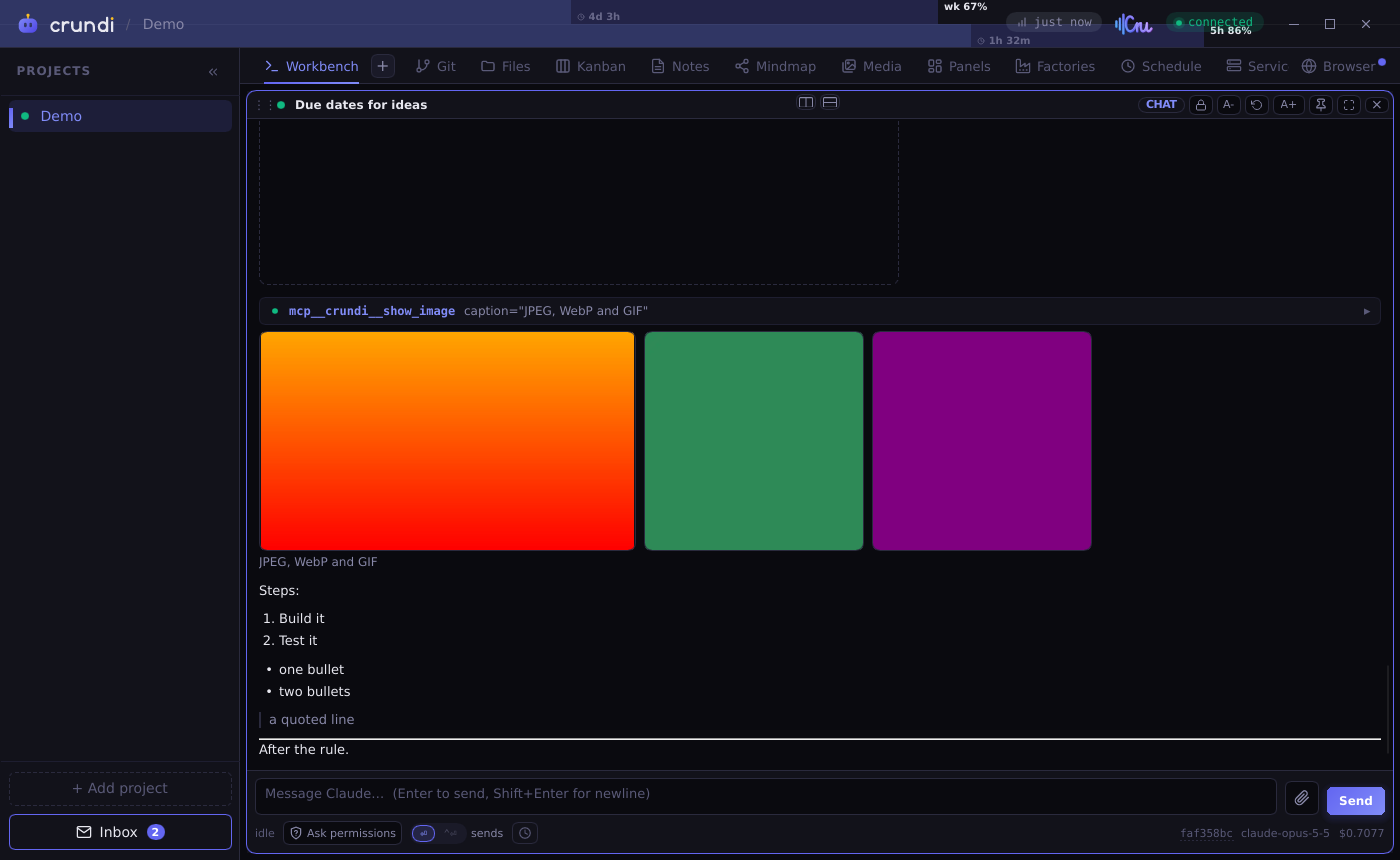 crundi / Demo
4d 3h
wk 67%
just now
Cru
connected
1h 32m
5h 86%
PROJECTS
«
Workbench
+
Git
Files
Kanban
Notes
Mindmap
Media
Panels
Factories
Schedule
Servic
Browser
Demo
Due dates for ideas
CHAT
A-
A+
mcp__crundi__show_image caption="JPEG, WebP and GIF"
JPEG, WebP and GIF
Steps:
1. Build it
2. Test it
• one bullet
• two bullets
a quoted line
After the rule.
+ Add project
Inbox 2
Message Claude… (Enter to send, Shift+Enter for newline)
Send
idle
Ask permissions
sends
faf358bc claude-opus-5-5 $0.7077